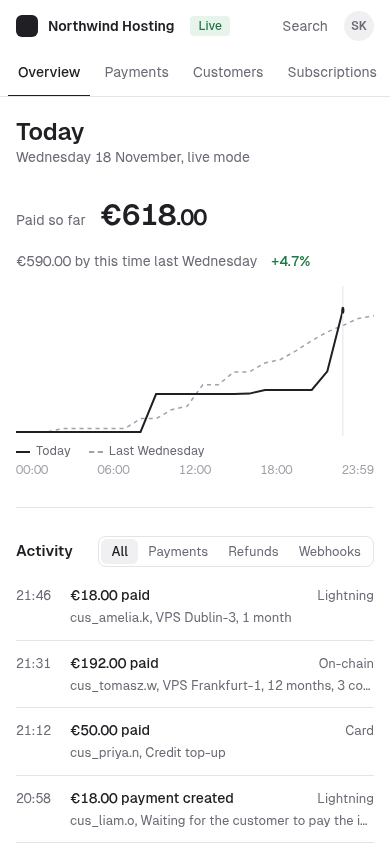 Northwind Hosting Live Search SK
Overview Payments Customers Subscriptions
Today
Wednesday 18 November, live mode
Paid so far €618.00
€590.00 by this time last Wednesday +4.7%
Today Last Wednesday
00:00 06:00 12:00 18:00 23:59
Activity All Payments Refunds Webhooks
21:46 €18.00 paid Lightning
cus_amelia.k, VPS Dublin-3, 1 month
21:31 €192.00 paid On-chain
cus_tomasz.w, VPS Frankfurt-1, 12 months, 3 co…
21:12 €50.00 paid Card
cus_priya.n, Credit top-up
20:58 €18.00 payment created Lightning
cus_liam.o, Waiting for the customer to pay the i…